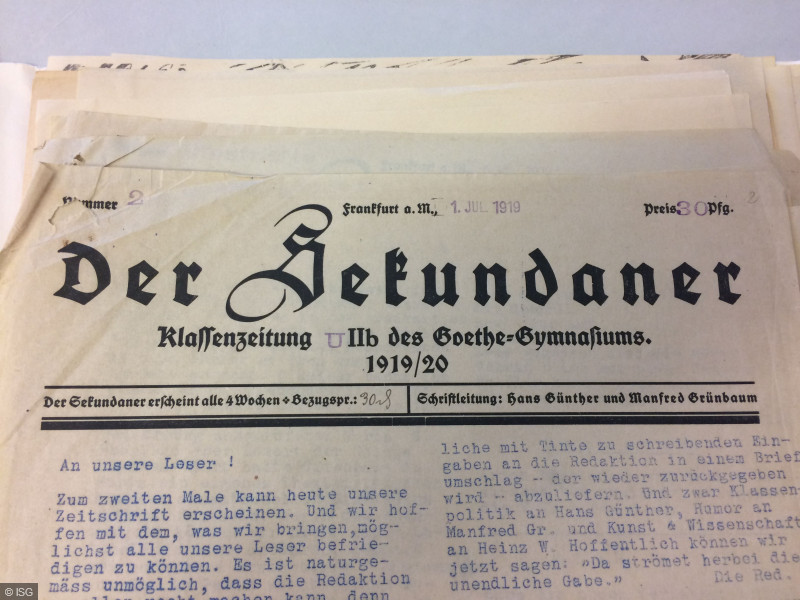 Nummer 2
Frankfurt a. M., 1. JUL 1919
Preis 30 Pfg.
2
Der Sekundaner
Klassenzeitung U IIb des Goethe-Gymnasiums.
1919/20
Der Sekundaner erscheint alle 4 Wochen + Bezugspr.: 30
Schriftleitung: Hans Günther und Manfred Grünbaum
An unsere Leser !
Zum zweiten Male kann heute unsere
Zeitschrift erscheinen. Und wir hof-
fen mit dem, was wir bringen,mög-
lichst alle unsere Leser befrie-
digen zu können. Es ist naturge-
mäss unmöglich, dass die Redaktion
allen recht machen kann, denn
liche mit Tinte zu schreibenden Ein-
gaben an die Redaktion in einem Brief
umschlag - der wieder zurückgegeben
wird - abzuliefern. Und zwar Klassen
politik an Hans Günther, Humor an
Manfred Gr. und Kunst & Wissenschaft
an Heinz W. Hoffentlich können wir
jetzt sagen: "Da strömet herbei die
unendliche Gabe." Die Red.
© ISG